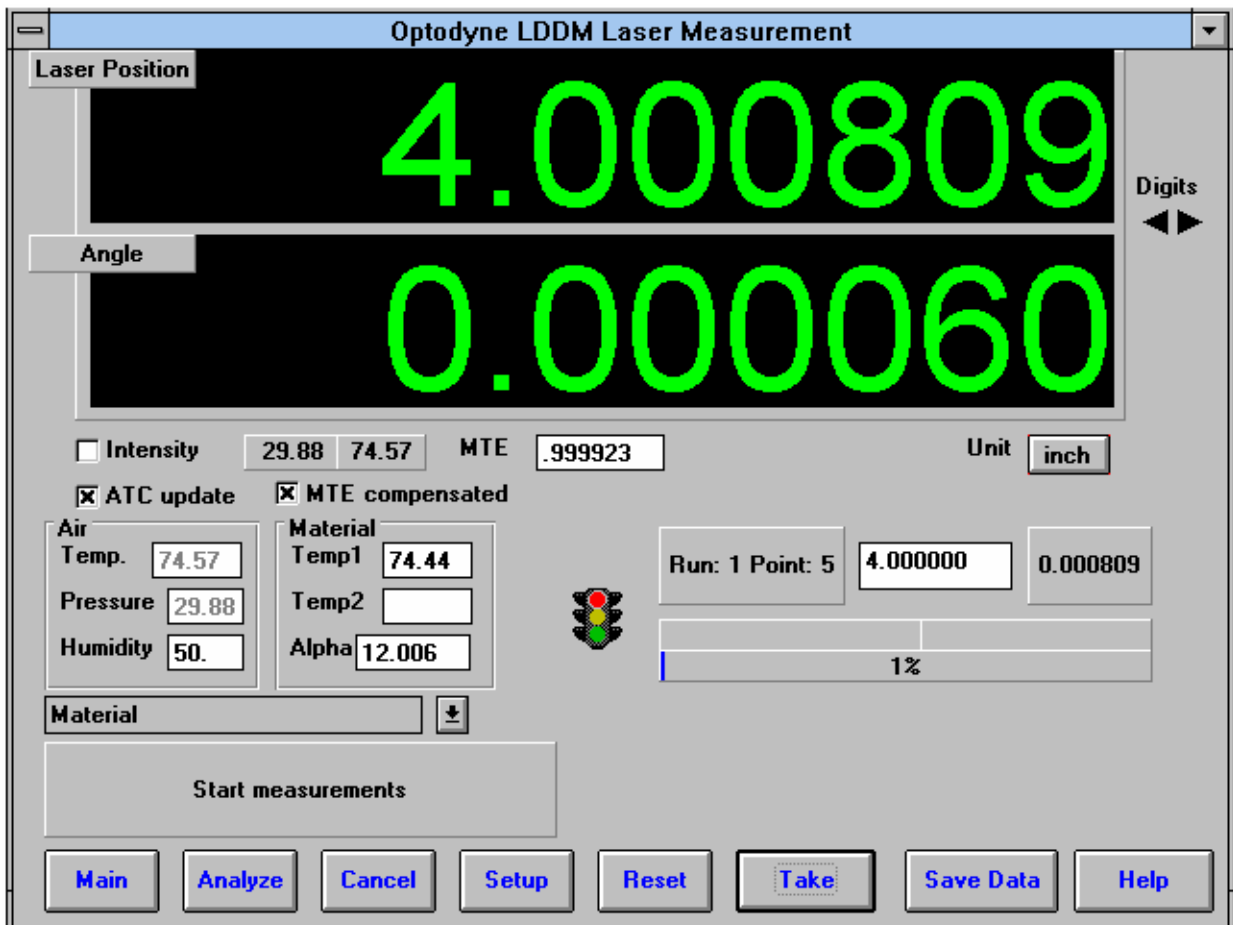 Optodyne LDDM Laser Measurement
Laser Position
4.000809
Digits
Angle
0.000060
Intensity 29.88 74.57 MTE .999923 Unit inch
ATC update MTE compensated
Air Material
Temp. 74.57 Temp1 74.44 Run: 1 Point: 5 4.000000 0.000809
Pressure 29.88 Temp2
Humidity 50. Alpha 12.006 1%
Material
Start measurements
Main Analyze Cancel Setup Reset Take Save Data Help